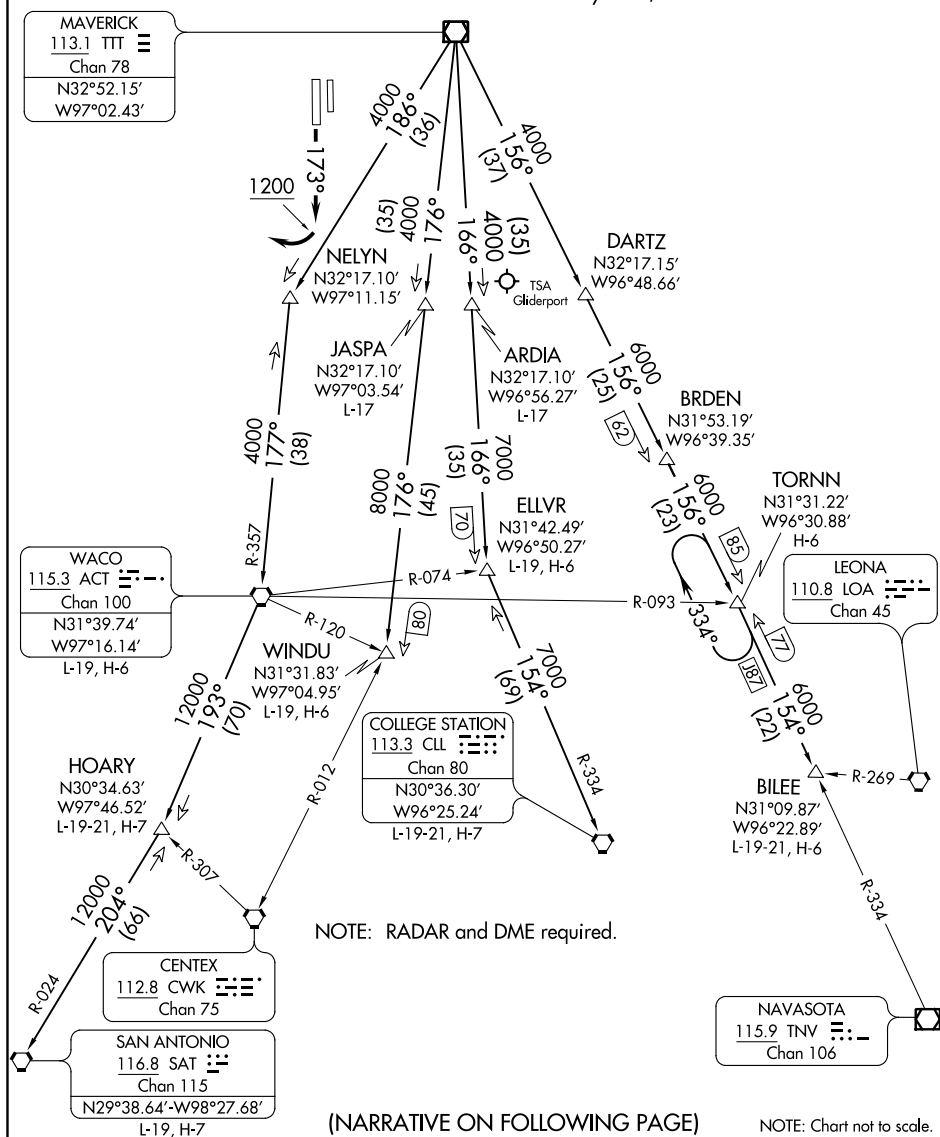 MAVERICK
113.1 TTT
Chan 78
N32°52.15'
W97°02.43'
173°
1200
4000
186°
(36)
(35)
4000
176°
(35)
4000
166°
4000
156°
(37)
TSA
Gliderport
NELYN
N32°17.10'
W97°11.15'
DARTZ
N32°17.15'
W96°48.66'
JASPA
N32°17.10'
W97°03.54'
L-17
ARDIA
N32°17.10'
W96°56.27'
L-17
4000
177°
(38)
8000
176°
(45)
7000
166°
(35)
6000
156°
(25)
62
BRDEN
N31°53.19'
W96°39.35'
6000
156°
(23)
85
TORNN
N31°31.22'
W96°30.88'
H-6
ELLVR
N31°42.49'
W96°50.27'
L-19, H-6
70
R-357
WACO
115.3 ACT
Chan 100
N31°39.74'
W97°16.14'
L-19, H-6
R-074
R-093
R-120
LEONA
110.8 LOA
Chan 45
334°
77
J87
80
WINDU
N31°31.83'
W97°04.95'
L-19, H-6
7000
154°
(69)
6000
154°
(22)
12000
193°
(70)
COLLEGE STATION
113.3 CLL
Chan 80
N30°36.30'
W96°25.24'
L-19-21, H-7
R-334
R-012
HOARY
N30°34.63'
W97°46.52'
L-19-21, H-7
BILEE
N31°09.87'
W96°22.89'
L-19-21, H-6
R-269
R-307
R-334
12000
204°
(66)
R-024
NOTE: RADAR and DME required.
CENTEX
112.8 CWK
Chan 75
NAVASOTA
115.9 TNV
Chan 106
SAN ANTONIO
116.8 SAT
Chan 115
N29°38.64'-W98°27.68'
L-19, H-7
(NARRATIVE ON FOLLOWING PAGE)
NOTE: Chart not to scale.